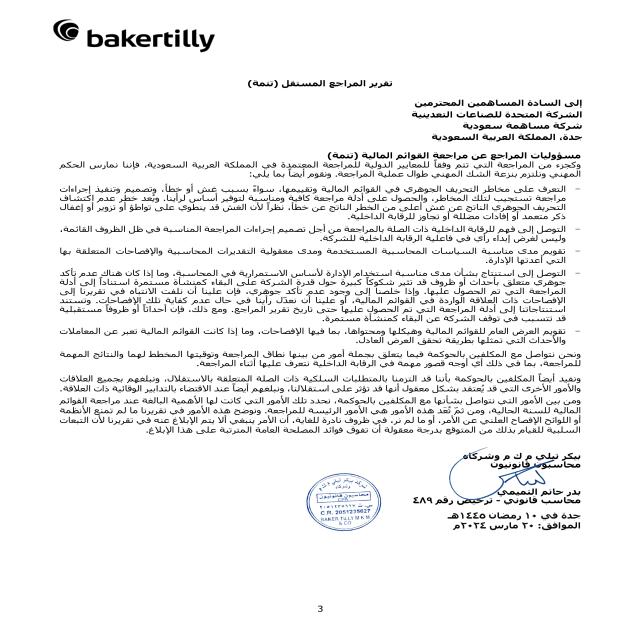 bakertilly
تقرير المراجع المستقل (تتمة)
إلى السادة المساهمين المحترمين
الشركة المتحدة للصناعات التعدينية
شركة مساهمة سعودية
جدة، المملكة العربية السعودية
مسؤوليات المراجع عن مراجعة القوائم المالية (تتمة)
وكجزء من المراجعة التي تتم وفقاً للمعايير الدولية للمراجعة المعتمدة في المملكة العربية السعودية، فإننا نمارس الحكم
المهني ونلتزم بنزعة الشك المهني طوال عملية المراجعة. ونقوم أيضاً بما يلي:
– التعرف على مخاطر التحريف الجوهري في القوائم المالية وتقييمها، سواءً بسبب غش أو خطأ، وتصميم وتنفيذ إجراءات
مراجعة تستجيب لتلك المخاطر، والحصول على أدلة مراجعة كافية ومناسبة لتوفير أساس لرأينا. ويُعد خطر عدم اكتشاف
التحريف الجوهري الناتج عن غش أعلى من الخطر الناتج عن خطأ، نظراً لأن الغش قد ينطوي على تواطؤ أو تزوير أو إغفال
ذكر متعمد أو إفادات مضللة أو تجاوز للرقابة الداخلية.
– التوصل إلى فهم للرقابة الداخلية ذات الصلة بالمراجعة من أجل تصميم إجراءات المراجعة المناسبة في ظل الظروف القائمة،
وليس لغرض إبداء رأي في فاعلية الرقابة الداخلية للشركة.
– تقويم مدى مناسبة السياسات المحاسبية المستخدمة ومدى معقولية التقديرات المحاسبية والإفصاحات المتعلقة بها
التي أعدتها الإدارة.
– التوصل إلى استنتاج بشأن مدى مناسبة استخدام الإدارة لأساس الاستمرارية في المحاسبة، وما إذا كان هناك عدم تأكد
جوهري متعلق بأحداث أو ظروف قد تثير شكوكاً كبيرة حول قدرة الشركة على البقاء كمنشأة مستمرة استناداً إلى أدلة
المراجعة التي تم الحصول عليها. وإذا خلصنا إلى وجود عدم تأكد جوهري، فإن علينا أن نلفت الانتباه في تقريرنا إلى
الإفصاحات ذات العلاقة الواردة في القوائم المالية، أو علينا أن نعدّل رأينا في حال عدم كفاية تلك الإفصاحات. وتستند
استنتاجاتنا إلى أدلة المراجعة التي تم الحصول عليها حتى تاريخ تقرير المراجع. ومع ذلك، فإن أحداثاً أو ظروفاً مستقبلية
قد تتسبب في توقف الشركة عن البقاء كمنشأة مستمرة.
– تقويم العرض العام للقوائم المالية وهيكلها ومحتواها، بما فيها الإفصاحات، وما إذا كانت القوائم المالية تعبر عن المعاملات
والأحداث التي تمثلها بطريقة تحقق العرض العادل.
ونحن نتواصل مع المكلفين بالحوكمة فيما يتعلق بجملة أمور من بينها نطاق المراجعة وتوقيتها المخطط لهما والنتائج المهمة
للمراجعة، بما في ذلك أي أوجه قصور مهمة في الرقابة الداخلية نتعرف عليها أثناء المراجعة.
ونفيد أيضاً المكلفين بالحوكمة بأننا قد التزمنا بالمتطلبات المسلكية ذات الصلة المتعلقة بالاستقلال، ونبلغهم بجميع العلاقات
والأمور الأخرى التي قد يُعتقد بشكل معقول أنها قد تؤثر على استقلالنا، ونبلغهم أيضاً عند الاقتضاء بالتدابير الوقائية ذات العلاقة.
ومن بين الأمور التي نتواصل بشأنها مع المكلفين بالحوكمة، نحدد تلك الأمور التي كانت لها الأهمية البالغة عند مراجعة القوائم
المالية للسنة الحالية، ومن ثمّ تُعَد هذه الأمور هي الأمور الرئيسة للمراجعة. ونوضح هذه الأمور في تقريرنا ما لم تمنع الأنظمة
أو اللوائح الإفصاح العلني عن الأمر، أو ما لم نر، في ظروف نادرة للغاية، أن الأمر ينبغي ألا يتم الإبلاغ عنه في تقريرنا لأن التبعات
السلبية للقيام بذلك من المتوقع بدرجة معقولة أن تفوق فوائد المصلحة العامة المترتبة على هذا الإبلاغ.
بيكر تيلي م ك م وشركاه
محاسبون قانونيون
بدر حاتم التميمي
محاسب قانوني – ترخيص رقم ٤٨٩
جدة في ١٠ رمضان ١٤٤٥هـ
الموافق: ٢٠ مارس ٢٠٢٤م
محاسبون قانونيون
CPA
C.R. 2051235627
BAKER TILLY M K M
& CO
3